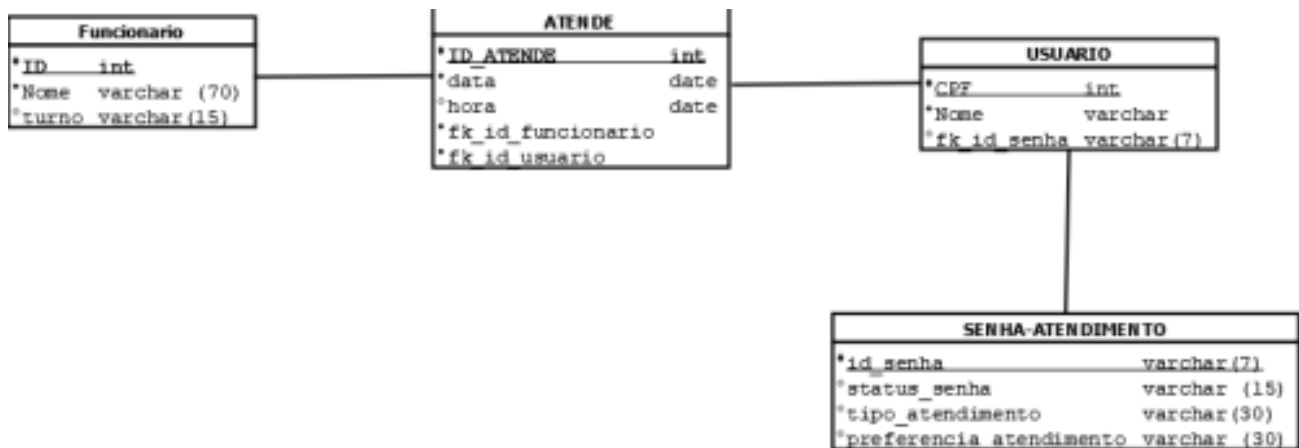 Funcionario
ID int
Nome varchar (70)
turno varchar(15)
ATENDE
ID_ATENDE int
data date
hora date
fk_id_funcionario
fk_id_usuario
USUARIO
CPF int
Nome varchar
fk_id_senha varchar(7)
SENHA-ATENDIMENTO
id_senha varchar(7)
status_senha varchar (15)
tipo_atendimento varchar(30)
preferencia_atendimento varchar (30)